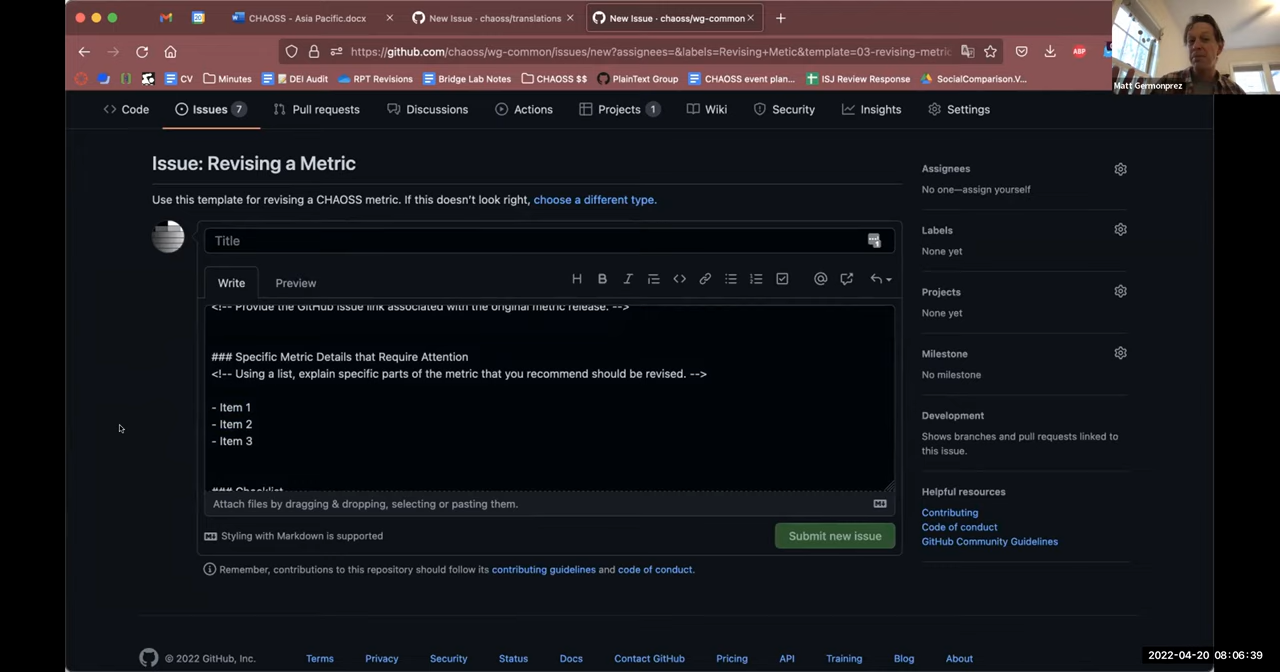 CHAOSS - Asia Pacific.docx
New Issue · chaoss/translations
New Issue · chaoss/wg-common
https://github.com/chaoss/wg-common/issues/new?assignees=&labels=Revising+Metic&template=03-revising-metric
ABP
CV
Minutes
DEI Audit
RPT Revisions
Bridge Lab Notes
CHAOSS $$
PlainText Group
CHAOSS event plan...
ISJ Review Response
SocialComparison.V...
Matt Germonprez
Code
Issues 7
Pull requests
Discussions
Actions
Projects 1
Wiki
Security
Insights
Settings
Issue: Revising a Metric
Use this template for revising a CHAOSS metric. If this doesn't look right, choose a different type.
Title
Write
Preview
<!-- Provide the GitHub issue link associated with the original metric release. -->
### Specific Metric Details that Require Attention
<!-- Using a list, explain specific parts of the metric that you recommend should be revised. -->
- Item 1
- Item 2
- Item 3
### Checklist
Attach files by dragging & dropping, selecting or pasting them.
Styling with Markdown is supported
Submit new issue
Remember, contributions to this repository should follow its contributing guidelines and code of conduct.
Assignees
No one—assign yourself
Labels
None yet
Projects
None yet
Milestone
No milestone
Development
Shows branches and pull requests linked to
this issue.
Helpful resources
Contributing
Code of conduct
GitHub Community Guidelines
© 2022 GitHub, Inc.
Terms
Privacy
Security
Status
Docs
Contact GitHub
Pricing
API
Training
Blog
About
2022-04-20 08:06:39